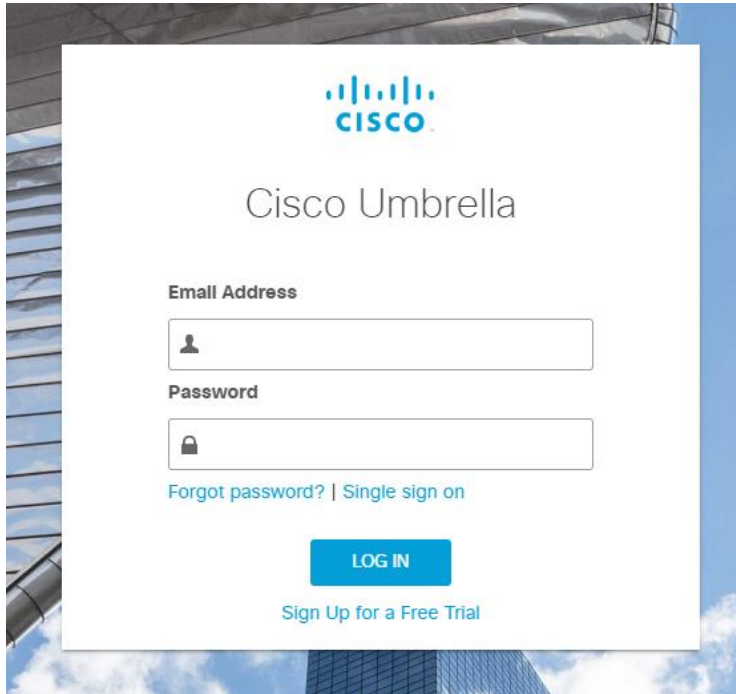 CISCO
Cisco Umbrella
Email Address
Password
Forgot password? | Single sign on
LOG IN
Sign Up for a Free Trial